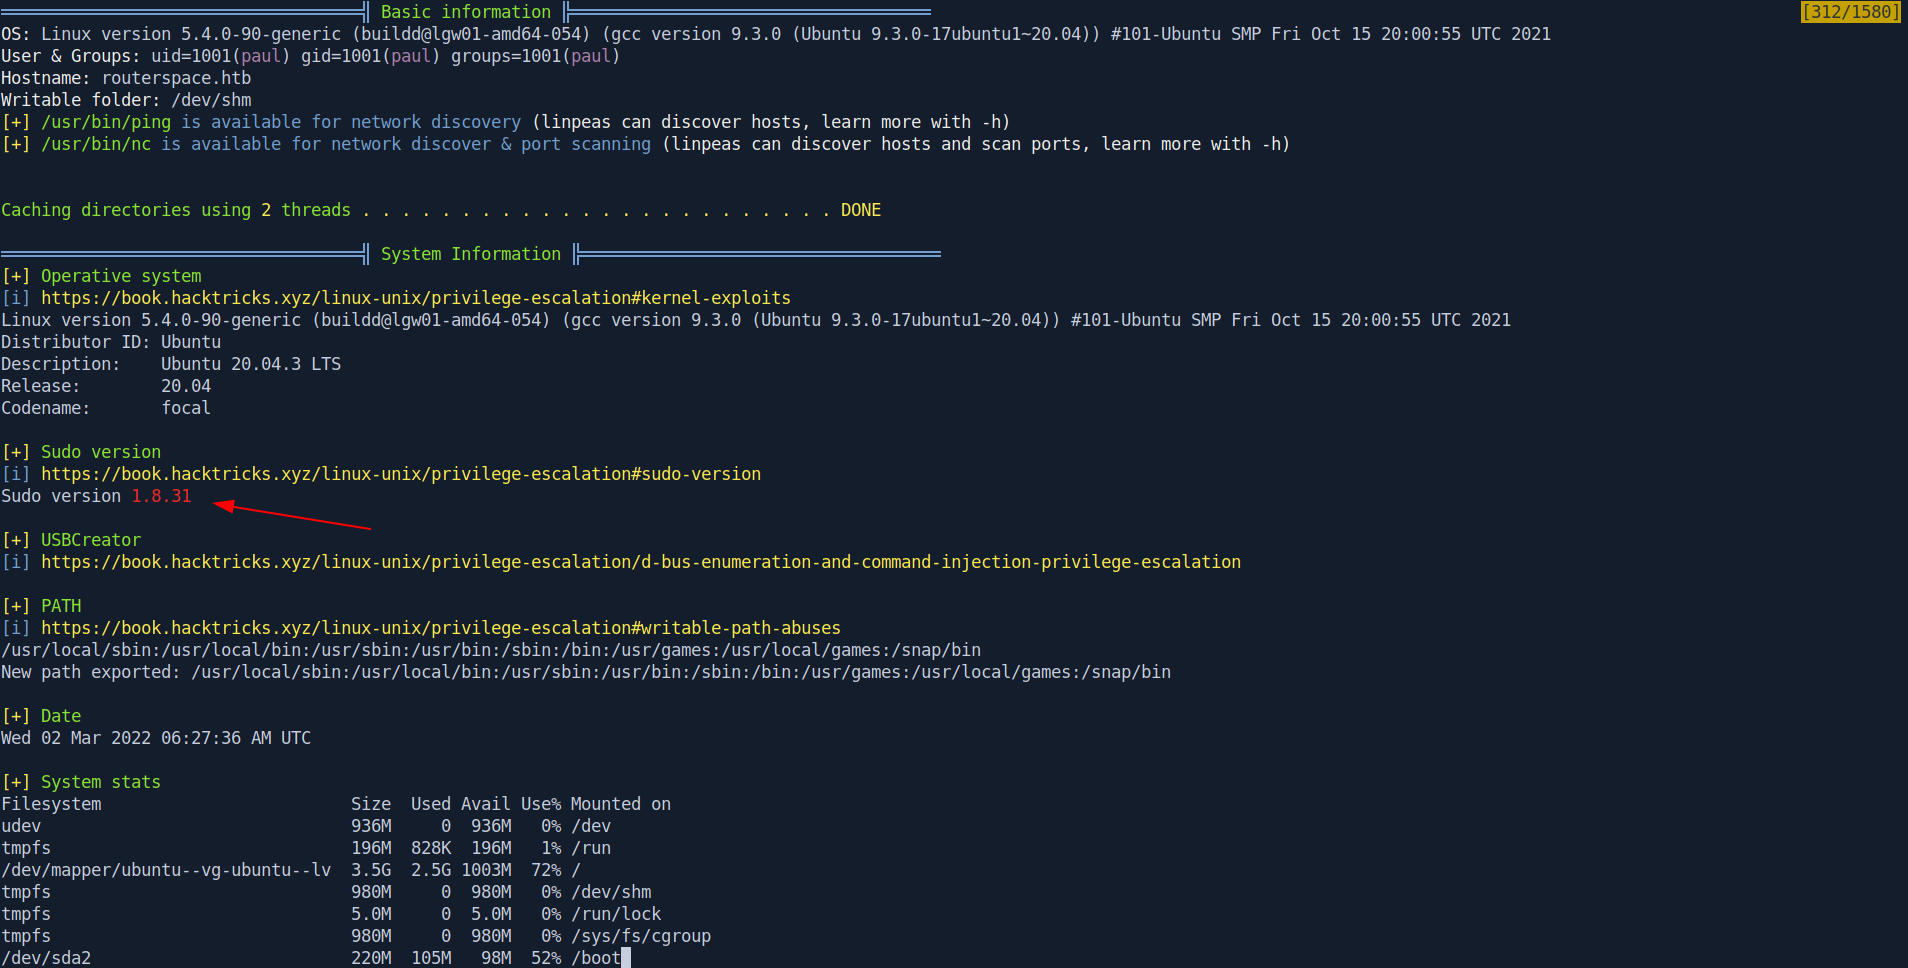 Basic information [312/1580]
OS: Linux version 5.4.0-90-generic (buildd@lgw01-amd64-054) (gcc version 9.3.0 (Ubuntu 9.3.0-17ubuntu1~20.04)) #101-Ubuntu SMP Fri Oct 15 20:00:55 UTC 2021
User & Groups: uid=1001(paul) gid=1001(paul) groups=1001(paul)
Hostname: routerspace.htb
Writable folder: /dev/shm
[+] /usr/bin/ping is available for network discovery (linpeas can discover hosts, learn more with -h)
[+] /usr/bin/nc is available for network discover & port scanning (linpeas can discover hosts and scan ports, learn more with -h)
Caching directories using 2 threads . . . . . . . . . . . . . . . . . . . . . . . . DONE
System Information
[+] Operative system
[i] https://book.hacktricks.xyz/linux-unix/privilege-escalation#kernel-exploits
Linux version 5.4.0-90-generic (buildd@lgw01-amd64-054) (gcc version 9.3.0 (Ubuntu 9.3.0-17ubuntu1~20.04)) #101-Ubuntu SMP Fri Oct 15 20:00:55 UTC 2021
Distributor ID: Ubuntu
Description:    Ubuntu 20.04.3 LTS
Release:        20.04
Codename:       focal
[+] Sudo version
[i] https://book.hacktricks.xyz/linux-unix/privilege-escalation#sudo-version
Sudo version 1.8.31
[+] USBCreator
[i] https://book.hacktricks.xyz/linux-unix/privilege-escalation/d-bus-enumeration-and-command-injection-privilege-escalation
[+] PATH
[i] https://book.hacktricks.xyz/linux-unix/privilege-escalation#writable-path-abuses
/usr/local/sbin:/usr/local/bin:/usr/sbin:/usr/bin:/sbin:/bin:/usr/games:/usr/local/games:/snap/bin
New path exported: /usr/local/sbin:/usr/local/bin:/usr/sbin:/usr/bin:/sbin:/bin:/usr/games:/usr/local/games:/snap/bin
[+] Date
Wed 02 Mar 2022 06:27:36 AM UTC
[+] System stats
Filesystem                         Size  Used Avail Use% Mounted on
udev                               936M     0  936M   0% /dev
tmpfs                              196M  828K  196M   1% /run
/dev/mapper/ubuntu--vg-ubuntu--lv  3.5G  2.5G 1003M  72% /
tmpfs                              980M     0  980M   0% /dev/shm
tmpfs                              5.0M     0  5.0M   0% /run/lock
tmpfs                              980M     0  980M   0% /sys/fs/cgroup
/dev/sda2                          220M  105M   98M  52% /boot